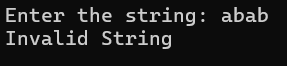 Enter the string: abab
Invalid String